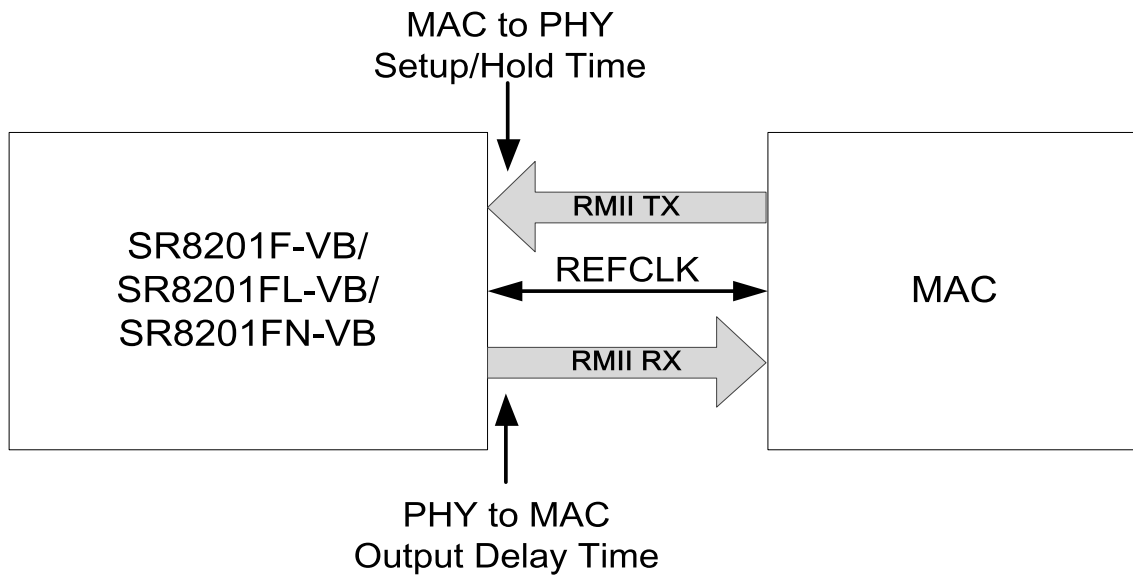 MAC to PHY
Setup/Hold Time
RMII TX
SR8201F-VB/
SR8201FL-VB/
SR8201FN-VB
REFCLK
MAC
RMII RX
PHY to MAC
Output Delay Time